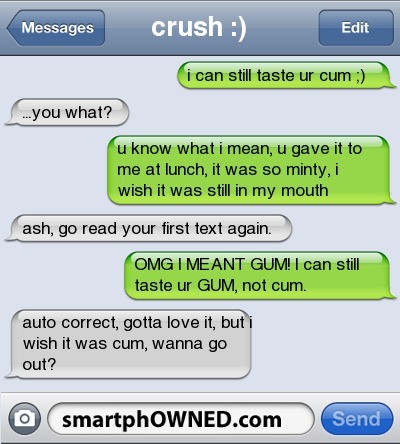 Messages crush :) Edit
i can still taste ur cum ;)
...you what?
u know what i mean, u gave it to
me at lunch, it was so minty, i
wish it was still in my mouth
ash, go read your first text again.
OMG I MEANT GUM! I can still
taste ur GUM, not cum.
auto correct, gotta love it, but i
wish it was cum, wanna go
out?
smartphOWNED.com Send